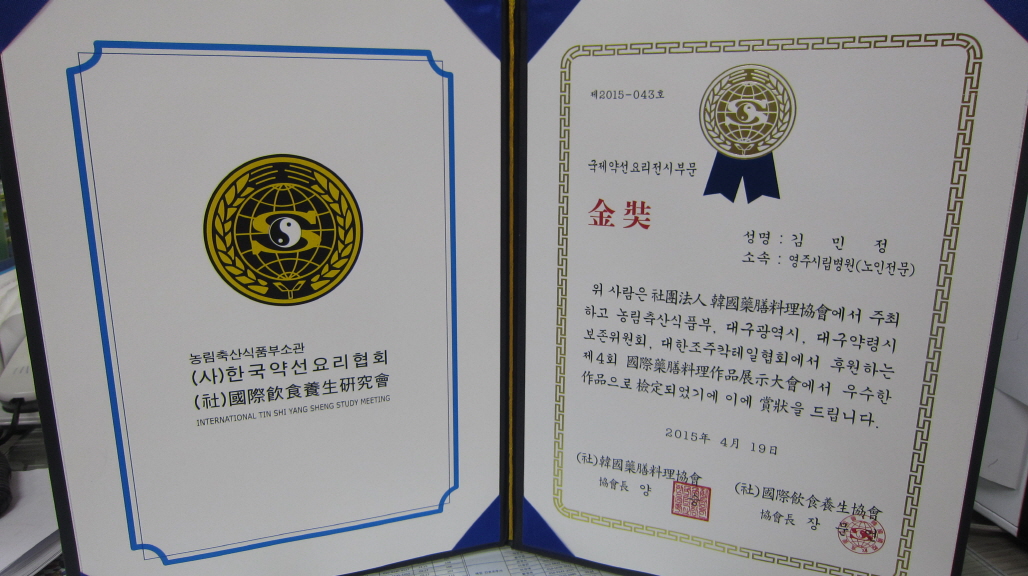 농림축산식품부소관
(사)한국약선요리협회
(社)國際飮食養生硏究會
INTERNATIONAL TIN SHI YANG SHENG STUDY MEETING
제2015-043호
국제약선요리전시부문
金奖
성명 : 김 민 정
소속 : 영주시립병원(노인전문)
위 사람은 社團法人 韓國藥膳料理協會에서 주최
하고 농림축산식품부, 대구광역시, 대구약령시
보존위원회, 대한조주칵테일협회에서 후원하는
제4회 國際藥膳料理作品展示大會에서 우수한
作品으로 檢定되었기에 이에 賞狀을 드립니다.
2015年 4月 19日
(社)韓國藥膳料理協會
協會長 양
(社)國際飮食養生協會
協會長 장 문